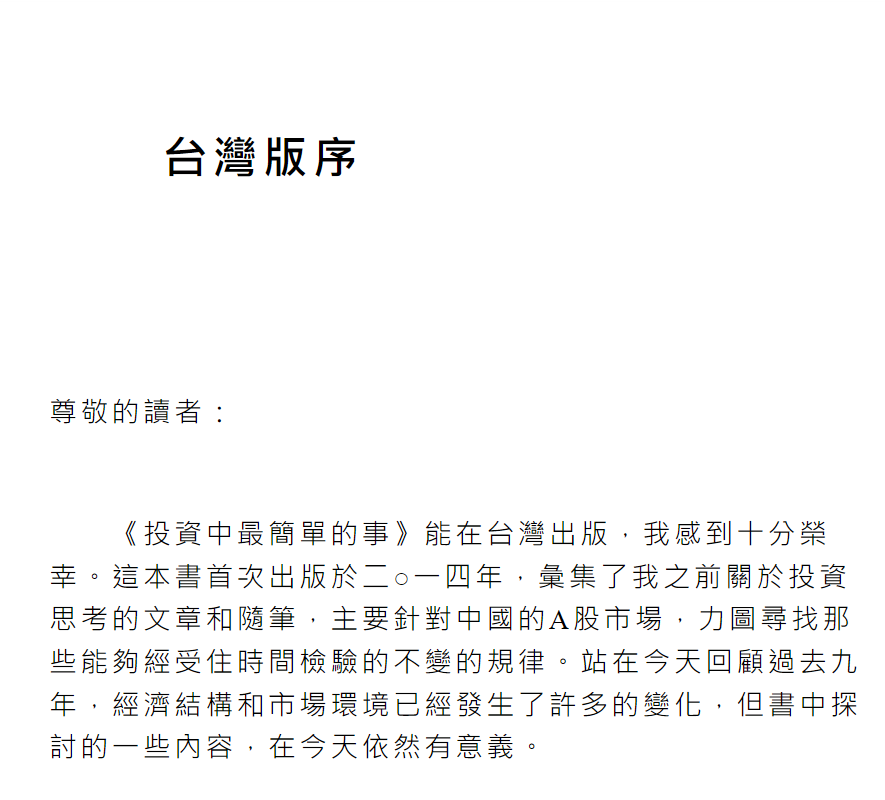 台灣版序
尊敬的讀者：
《投資中最簡單的事》能在台灣出版，我感到十分榮
幸。這本書首次出版於二○一四年，彙集了我之前關於投資
思考的文章和隨筆，主要針對中國的A股市場，力圖尋找那
些能夠經受住時間檢驗的不變的規律。站在今天回顧過去九
年，經濟結構和市場環境已經發生了許多的變化，但書中探
討的一些內容，在今天依然有意義。